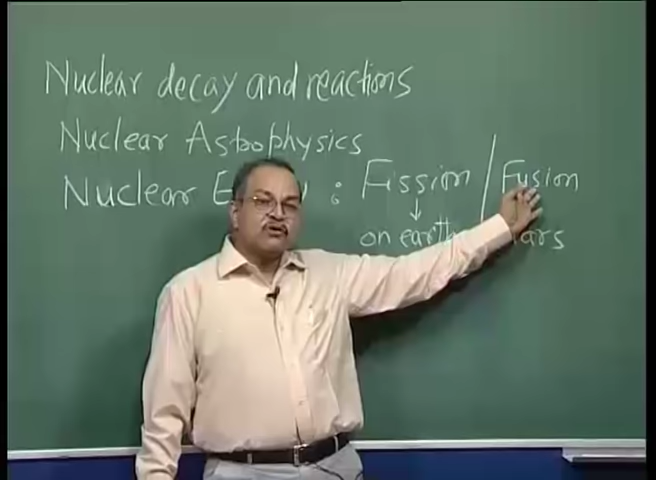 Nuclear decay and reactions
Nuclear Astrophysics
Nuclear : Fission / Fusion
on earth